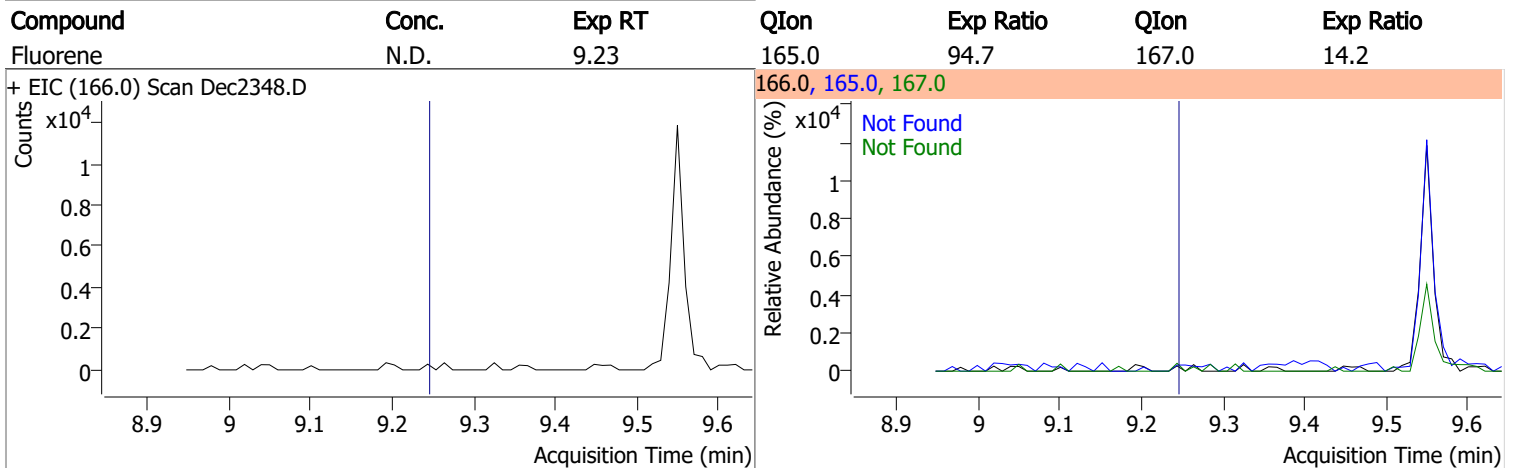 Compound Conc. Exp RT QIon Exp Ratio QIon Exp Ratio
Fluorene N.D. 9.23 165.0 94.7 167.0 14.2
+ EIC (166.0) Scan Dec2348.D
Counts
x10⁴
1
0.8
0.6
0.4
0.2
0
8.9 9 9.1 9.2 9.3 9.4 9.5 9.6
Acquisition Time (min)
166.0, 165.0, 167.0
Relative Abundance (%)
x10⁴
Not Found
Not Found
1
0.8
0.6
0.4
0.2
0
8.9 9 9.1 9.2 9.3 9.4 9.5 9.6
Acquisition Time (min)